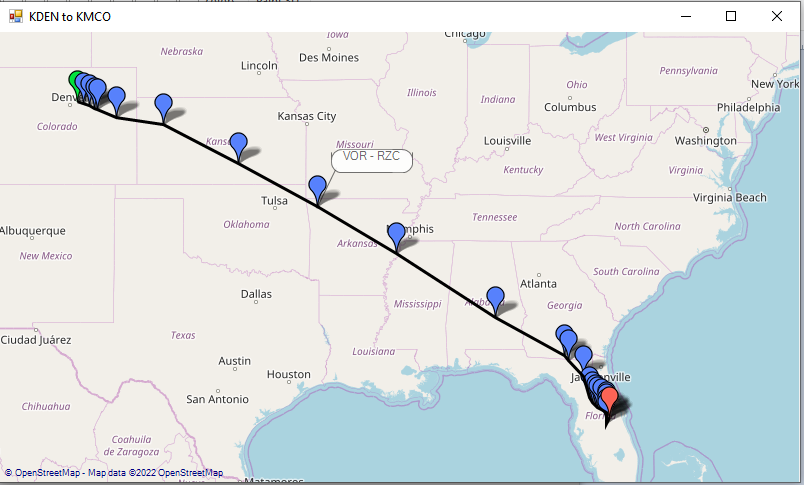 KDEN to KMCO
Chicago
Iowa
Nebraska
Des Moines
Lincoln
Pennsylvania
New York
Illinois
Indiana
Ohio
Columbus
Philadelphia
Denver
Kansas City
Colorado
Kansas
Missouri
Louisville
West Virginia
Washington
VOR - RZC
Kentucky
Virginia
Virginia Beach
Tulsa
Memphis
Tennessee
North Carolina
Albuquerque
Oklahoma
Arkansas
New Mexico
South Carolina
Atlanta
Dallas
Mississippi
Alabama
Georgia
Ciudad Juárez
Texas
Louisiana
Austin
Houston
Jacksonville
San Antonio
Chihuahua
Florida
Coahuila
de Zaragoza
© OpenStreetMap - Map data ©2022 OpenStreetMap
Matamoros